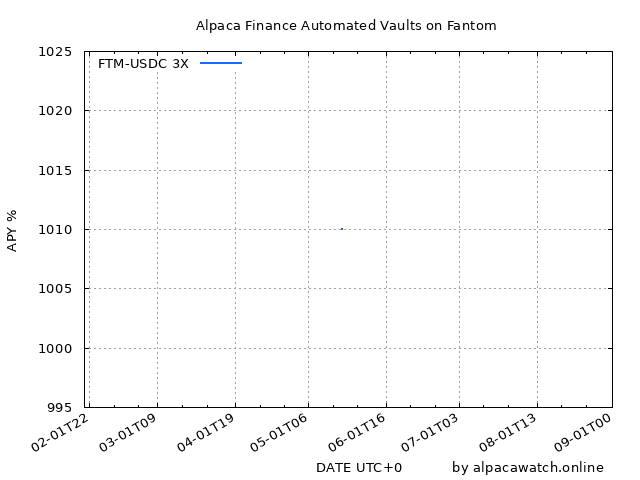 Alpaca Finance Automated Vaults on Fantom
FTM-USDC 3X
1025
1020
1015
1010
1005
1000
995
APY %
02-01T22
03-01T09
04-01T19
05-01T06
06-01T16
07-01T03
08-01T13
09-01T00
DATE UTC+0
by alpacawatch.online